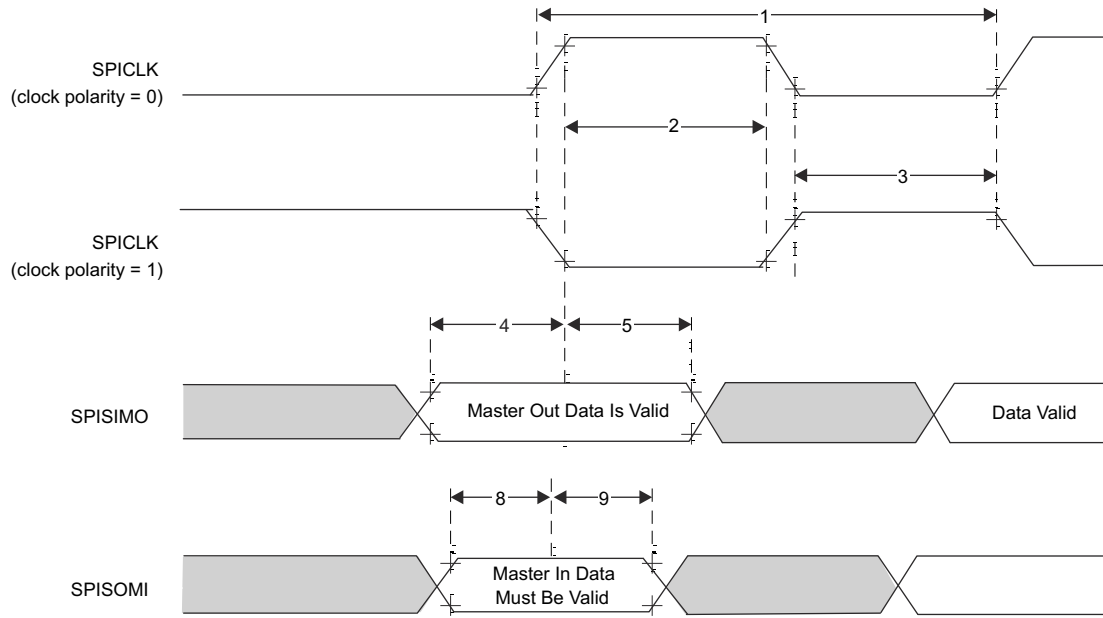 1
SPICLK
(clock polarity = 0)
2
3
SPICLK
(clock polarity = 1)
4
5
SPISIMO
Master Out Data Is Valid
Data Valid
8
9
SPISOMI
Master In Data
Must Be Valid